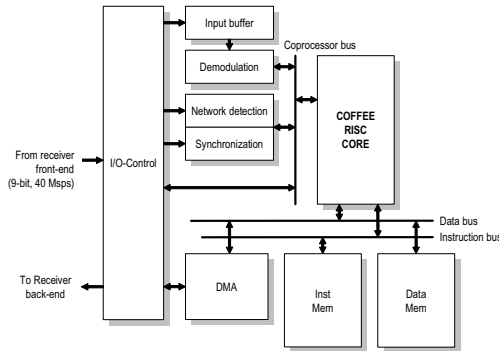 Input buffer
Coprocessor bus
Demodulation
Network detection
COFFEE
RISC
CORE
Synchronization
From receiver
front-end
(9-bit, 40 Msps)
I/O-Control
Data bus
Instruction bus
To Receiver
back-end
DMA
Inst
Mem
Data
Mem